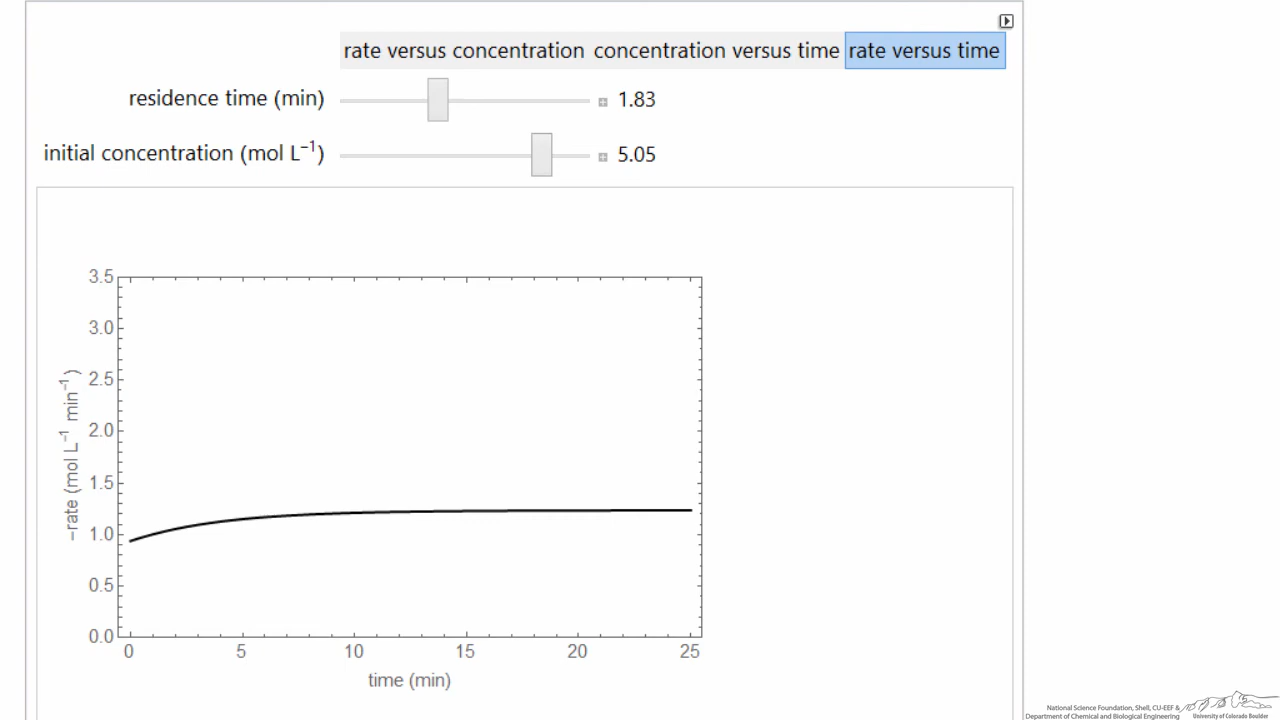 rate versus concentration concentration versus time rate versus time
residence time (min) 1.83
initial concentration (mol L⁻¹) 5.05
3.5
3.0
2.5
2.0
1.5
1.0
0.5
0.0
−rate (mol L⁻¹ min⁻¹)
0 5 10 15 20 25
time (min)
National Science Foundation, Shell, CU-EEF &
Department of Chemical and Biological Engineering
University of Colorado Boulder